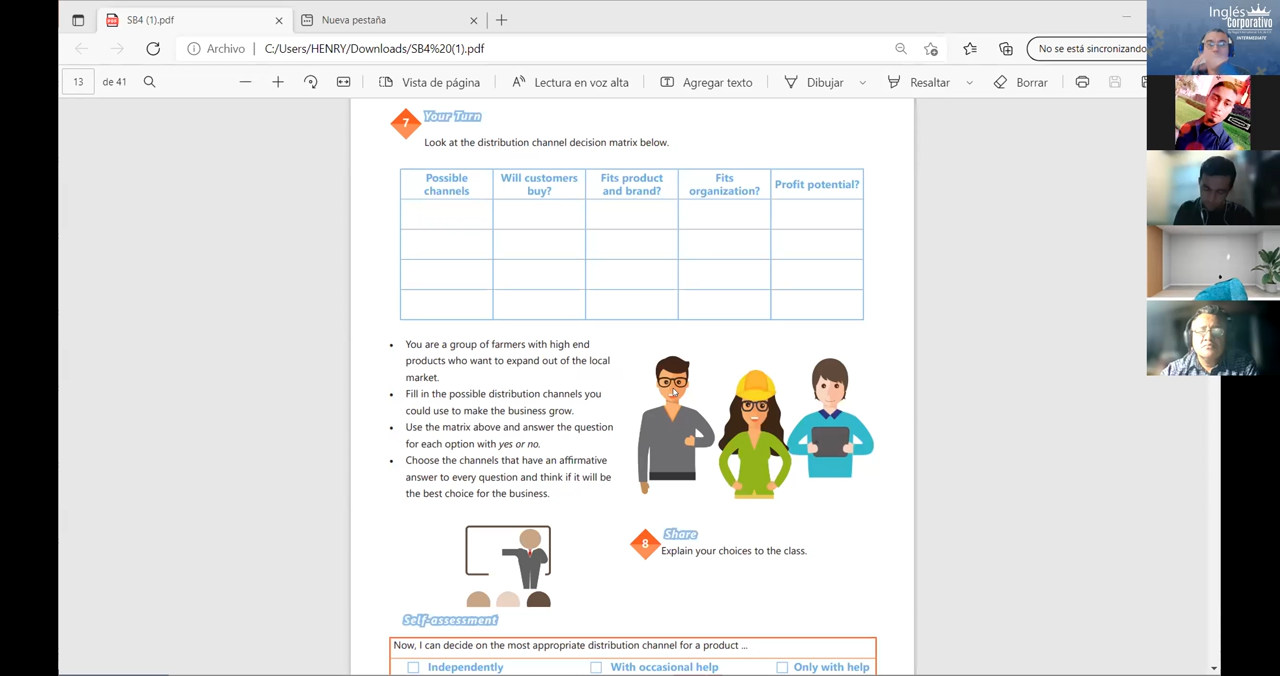 SB4 (1).pdf
Nueva pestaña
Archivo
C:/Users/HENRY/Downloads/SB4%20(1).pdf
No se está sincronizando
13
de 41
Vista de página
Lectura en voz alta
Agregar texto
Dibujar
Resaltar
Borrar
Inglés
Corporativo
INTERMEDIATE
7
Your Turn
Look at the distribution channel decision matrix below.
Possible channels
Will customers buy?
Fits product and brand?
Fits organization?
Profit potential?
• You are a group of farmers with high end
products who want to expand out of the local
market.
• Fill in the possible distribution channels you
could use to make the business grow.
• Use the matrix above and answer the question
for each option with yes or no.
• Choose the channels that have an affirmative
answer to every question and think if it will be
the best choice for the business.
8
Share
Explain your choices to the class.
Self-assessment
Now, I can decide on the most appropriate distribution channel for a product ...
Independently
With occasional help
Only with help